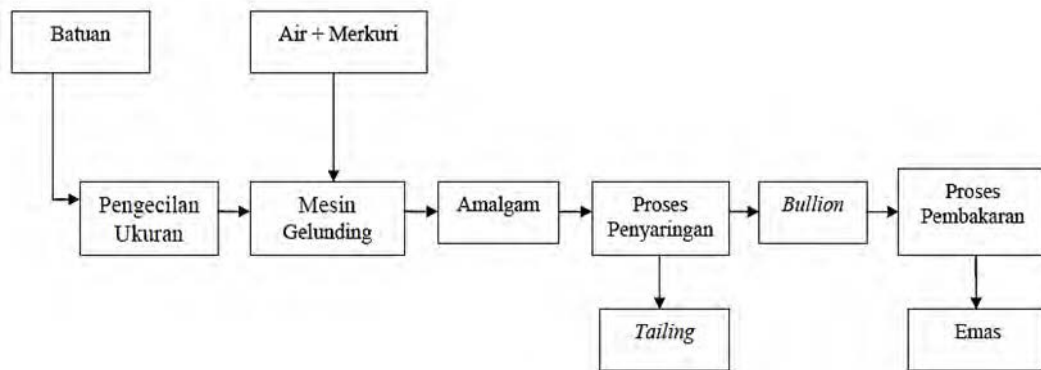 Batuan
Air + Merkuri
Pengecilan
Ukuran
Mesin
Gelunding
Amalgam
Proses
Penyaringan
Bullion
Proses
Pembakaran
Tailing
Emas